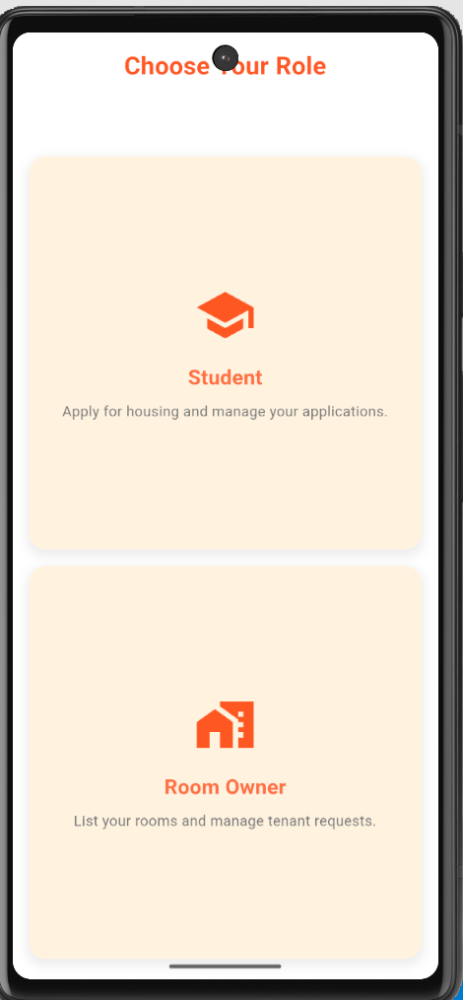 Choose Your Role
Student
Apply for housing and manage your applications.
Room Owner
List your rooms and manage tenant requests.